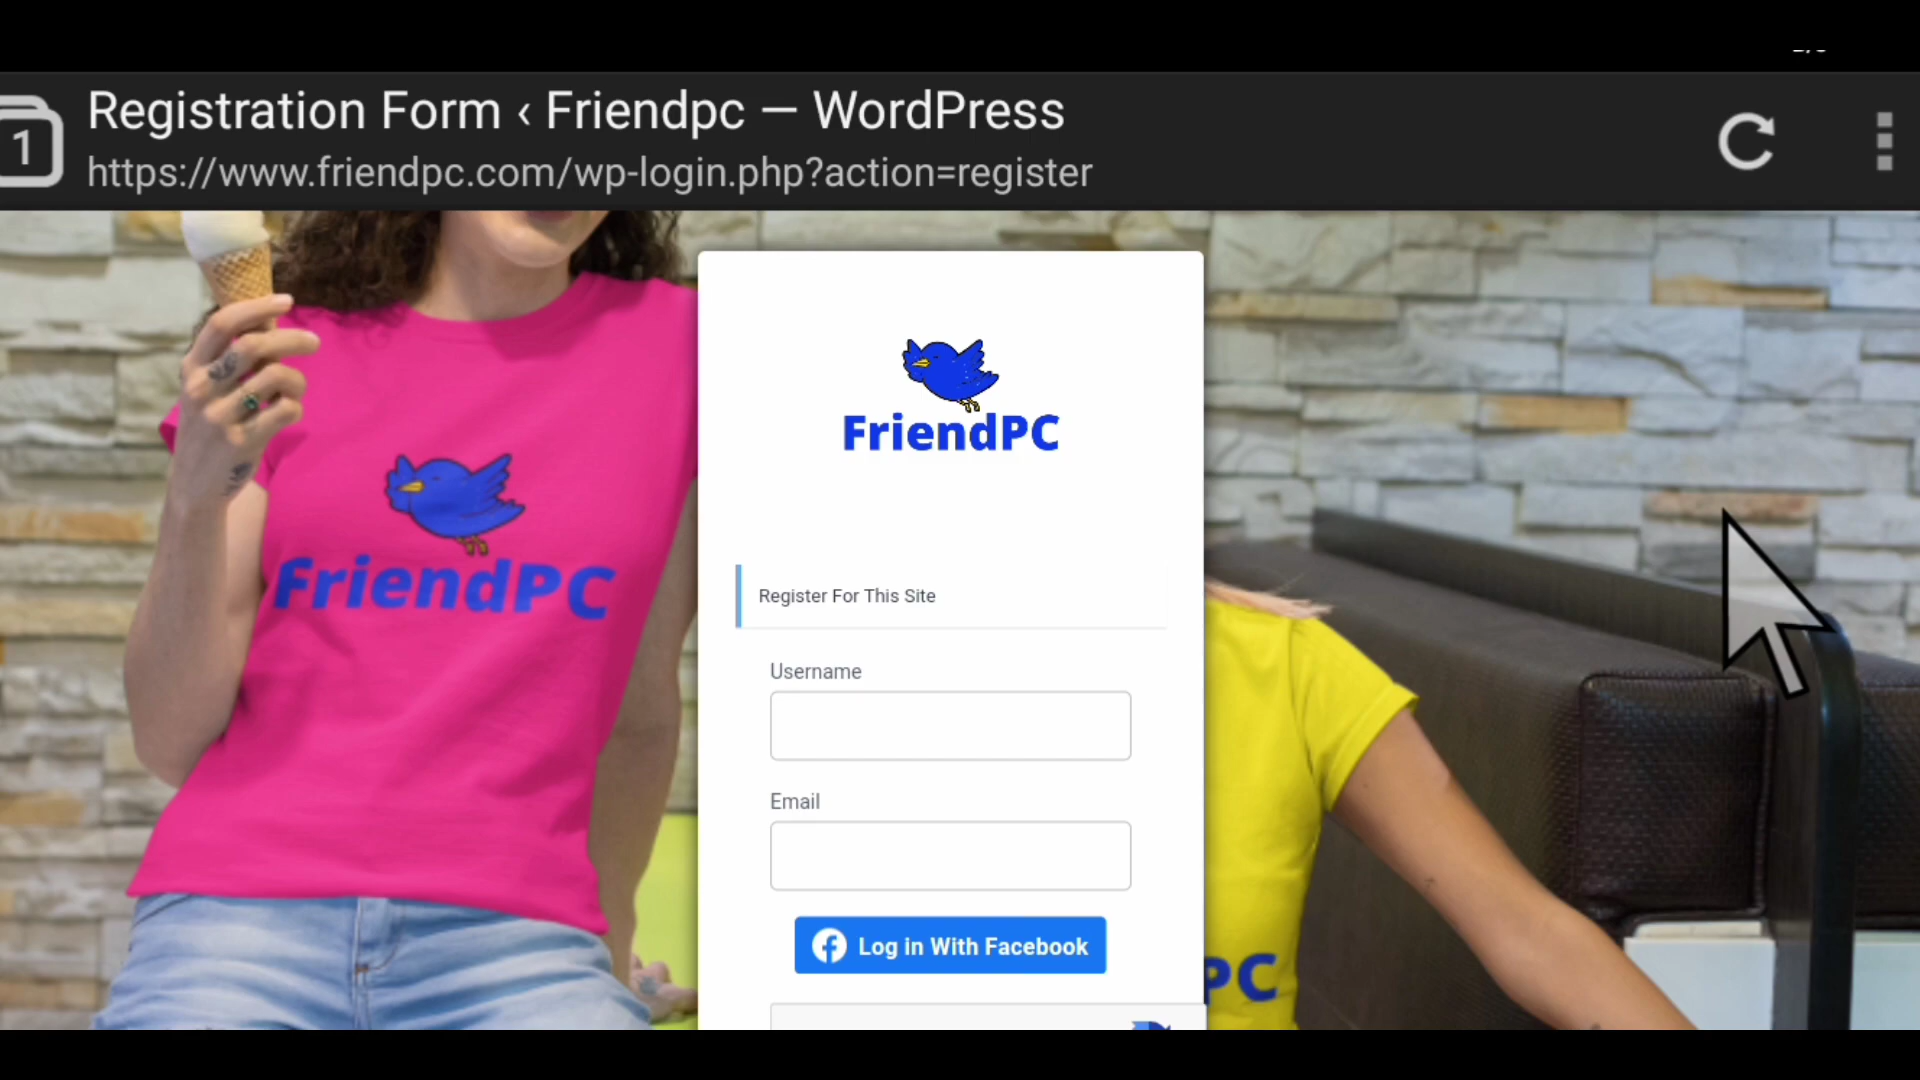 Registration Form ‹ Friendpc — WordPress
1
https://www.friendpc.com/wp-login.php?action=register
FriendPC
FriendPC
Register For This Site
Username
Email
Log in With Facebook
PC